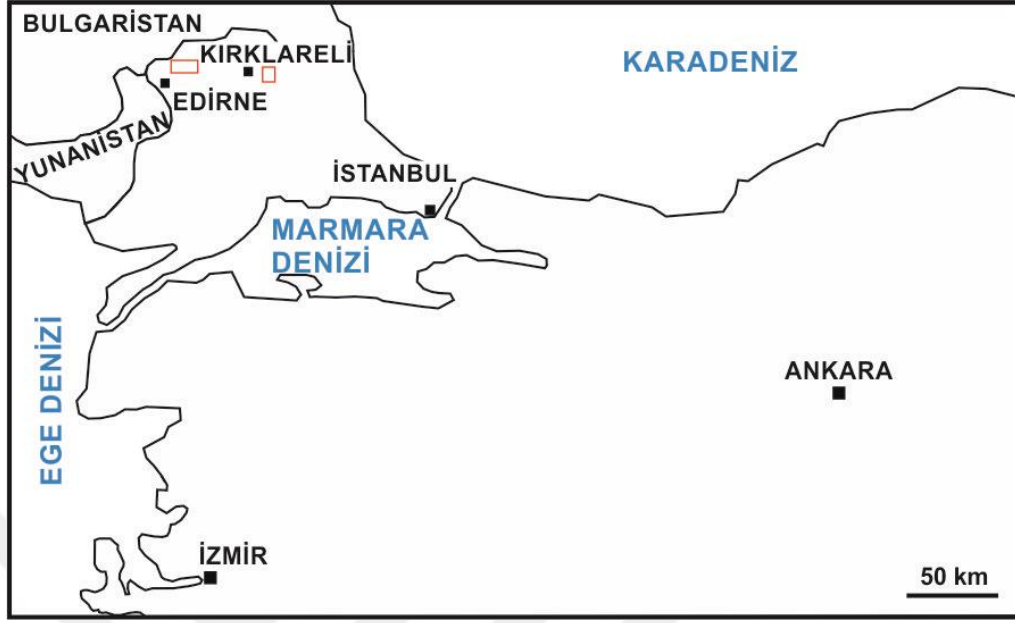 BULGARİSTAN
KIRKLARELİ
KARADENİZ
EDİRNE
YUNANİSTAN
İSTANBUL
MARMARA
DENİZİ
EGE DENİZİ
ANKARA
İZMİR
50 km